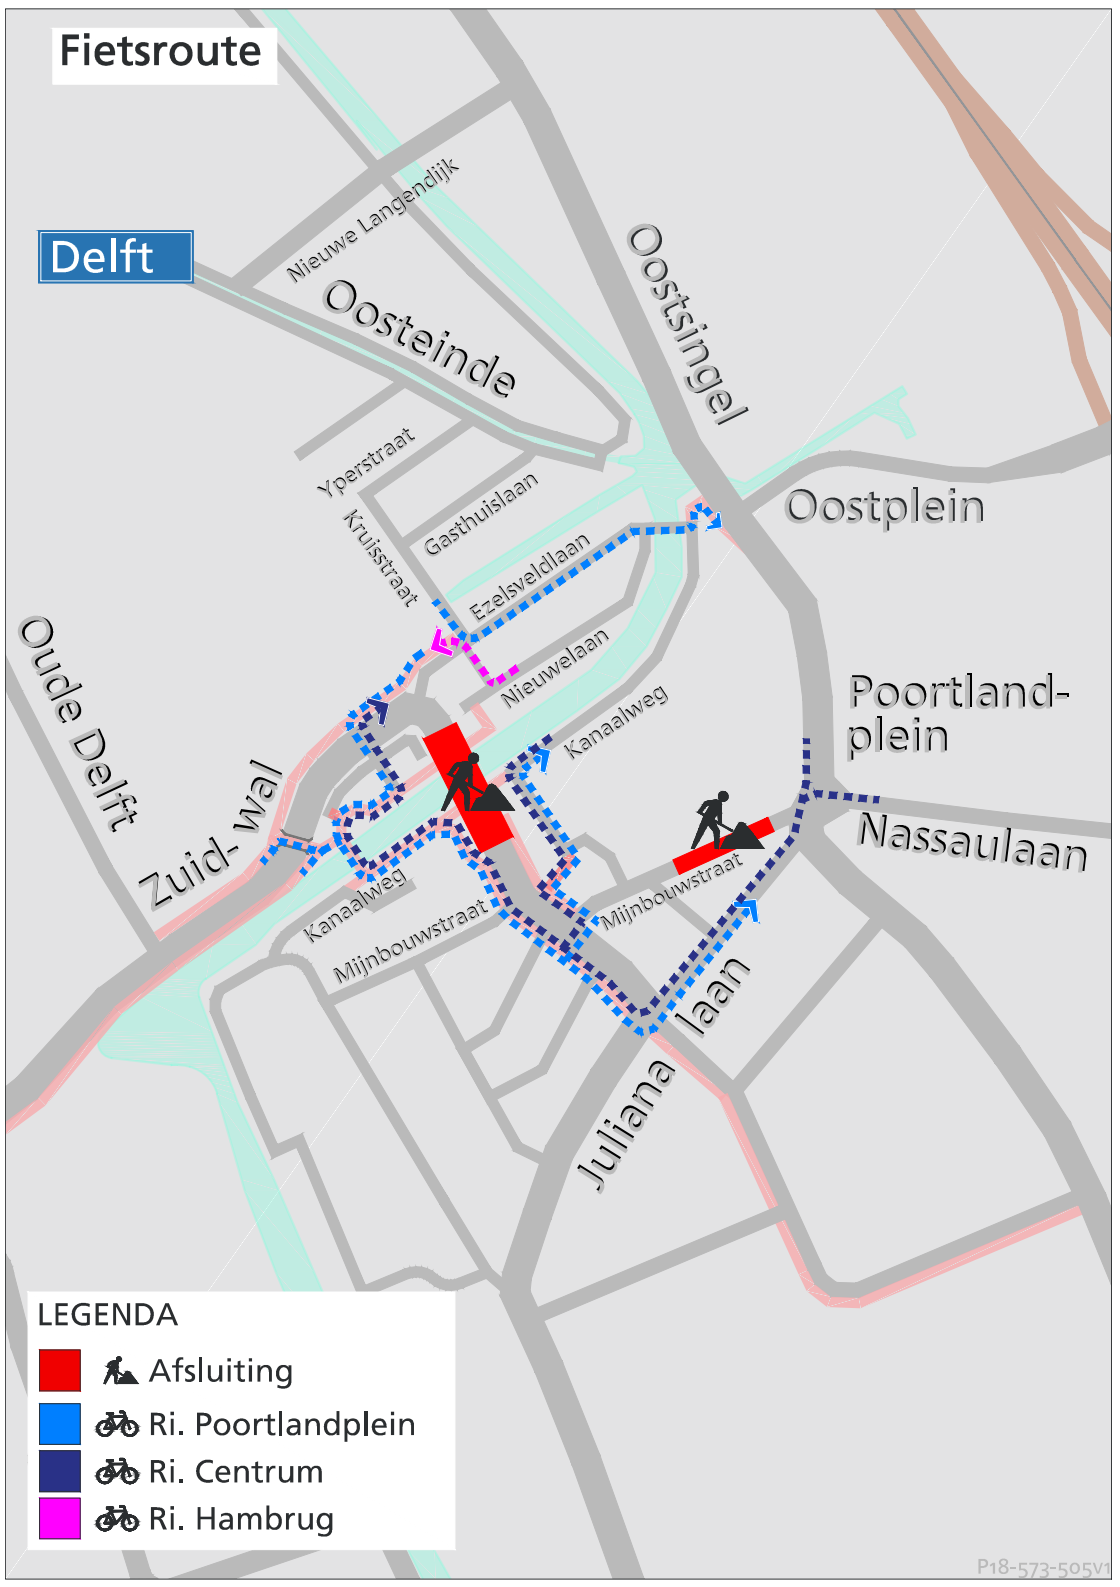 Fietsroute
Nieuwe Langendijk
Delft
Oosteinde
Oostsingel
Yperstraat
Gasthuislaan
Kruisstraat
Oostplein
Ezelsveldlaan
Oude Delft
Nieuwelaan
Kanaalweg
Poortland-
plein
Zuid- wal
Nassaulaan
Kanaalweg
Mijnbouwstraat
Mijnbouwstraat
Juliana laan
LEGENDA
Afsluiting
Ri. Poortlandplein
Ri. Centrum
Ri. Hambrug
P18-573-505v1